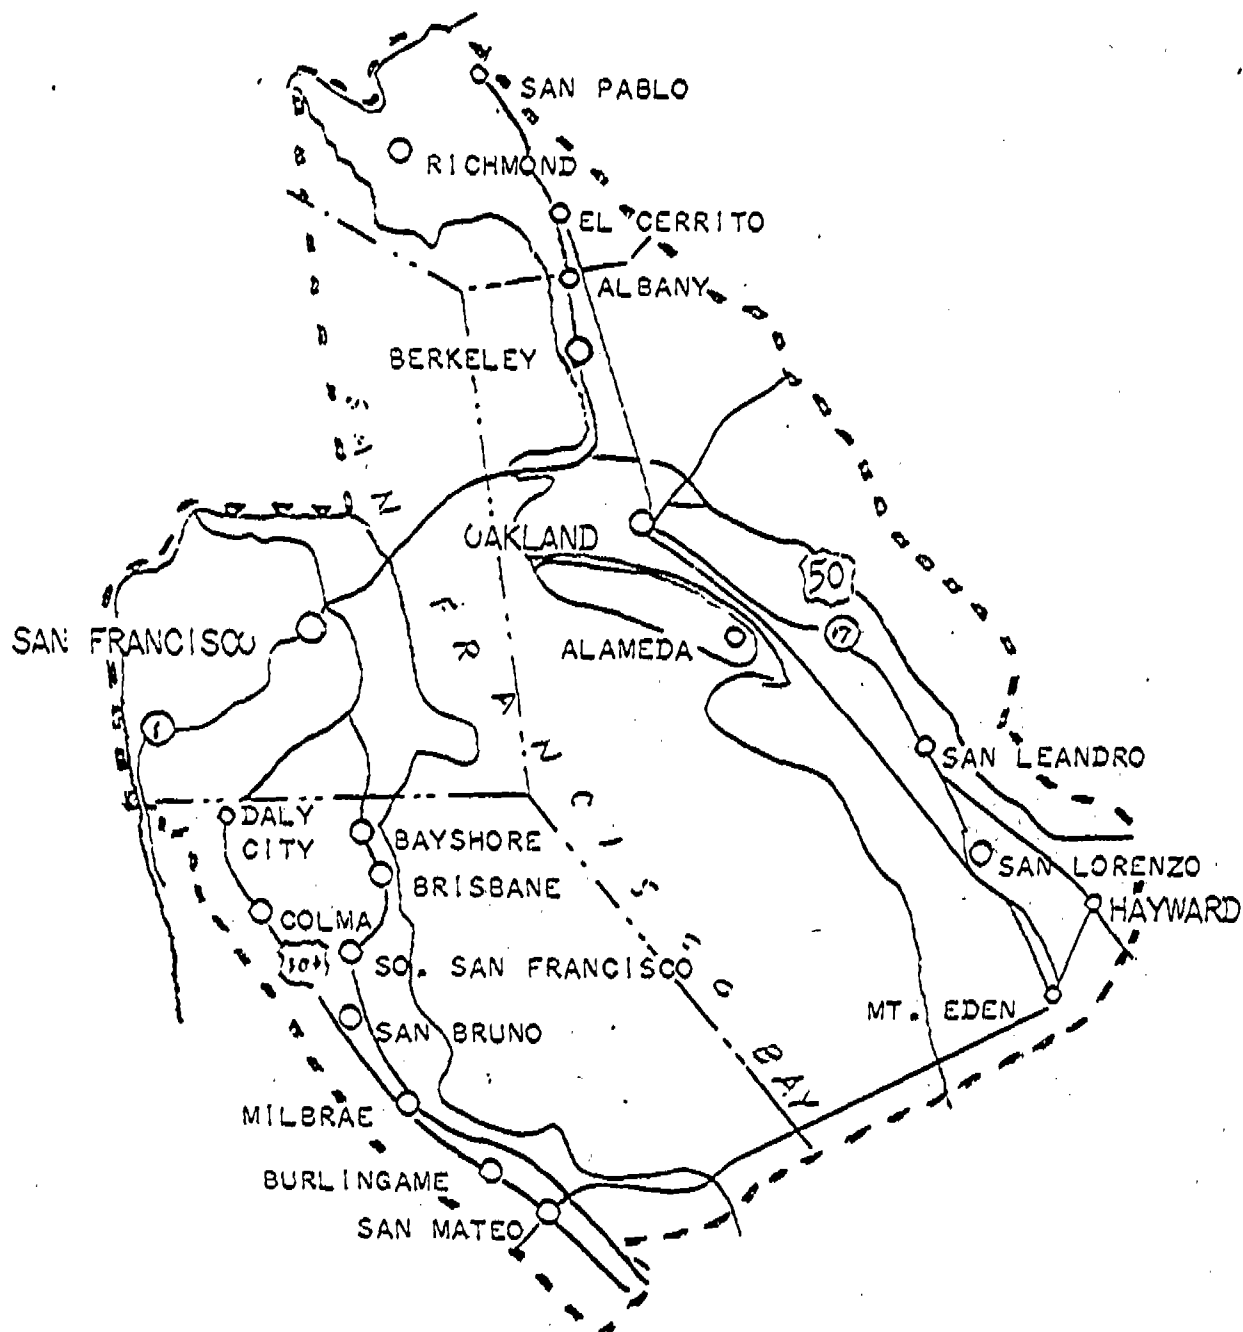 SAN PABLO
RICHMOND
EL CERRITO
ALBANY
BERKELEY
SAN FRANCISCO BAY
OAKLAND
50
17
SAN FRANCISCO
ALAMEDA
1
SAN LEANDRO
DALY
CITY
BAYSHORE
SAN LORENZO
BRISBANE
HAYWARD
COLMA
SO. SAN FRANCISCO
MT. EDEN
SAN BRUNO
MILBRAE
BURLINGAME
SAN MATEO